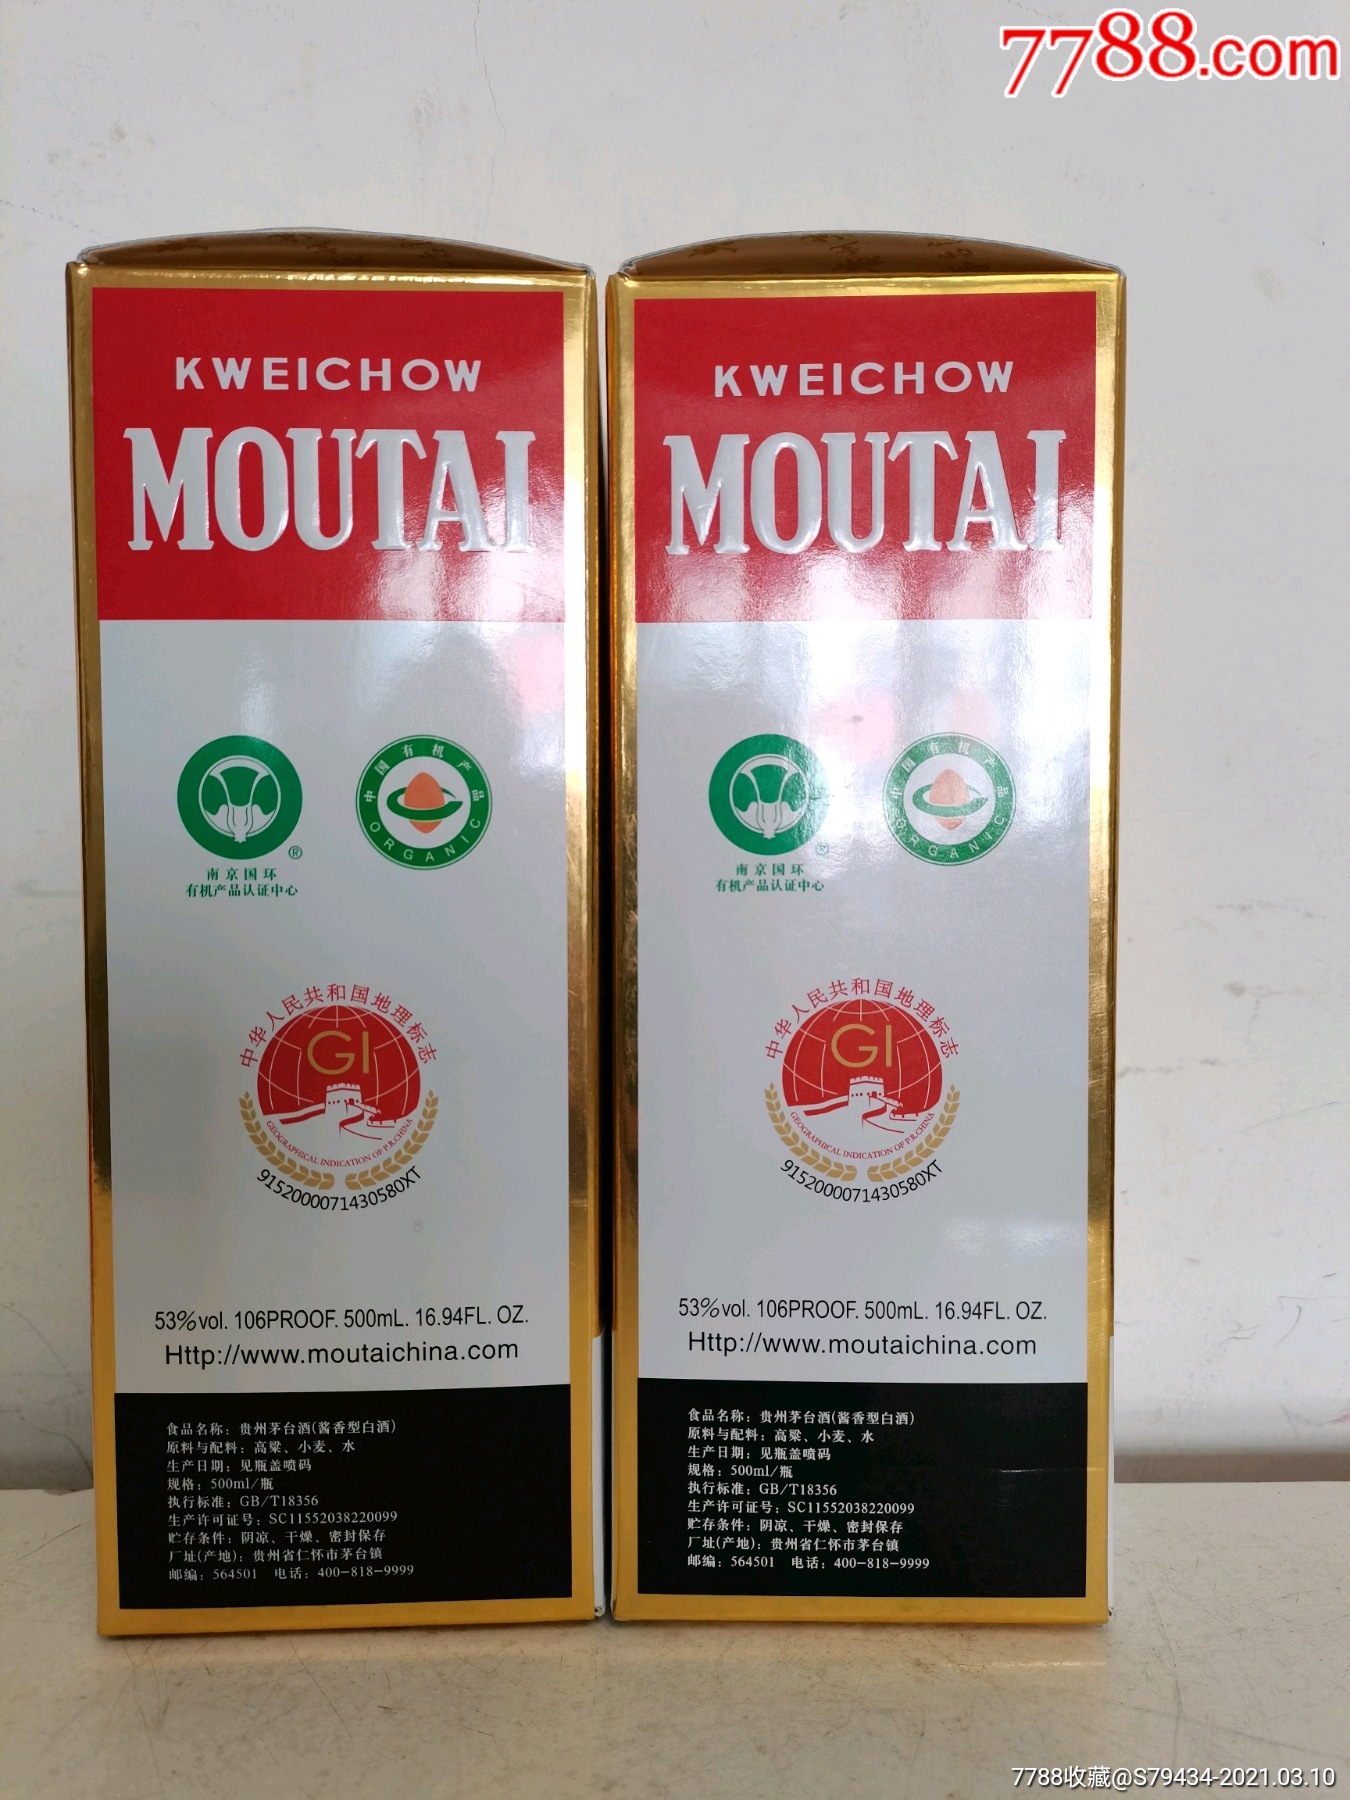 7788.com
KWEICHOW
MOUTAI
中国有机产品
ORGANIC
®
南京国环
有机产品认证中心
中华人民共和国地理标志
GI
GEOGRAPHICAL INDICATION OF P.R.CHINA
9152000071430580XT
53%vol. 106PROOF. 500mL. 16.94FL. OZ.
Http://www.moutaichina.com
食品名称：贵州茅台酒(酱香型白酒)
原料与配料：高粱、小麦、水
生产日期：见瓶盖喷码
规格：500ml/瓶
执行标准：GB/T18356
生产许可证号：SC11552038220099
贮存条件：阴凉、干燥、密封保存
厂址(产地)：贵州省仁怀市茅台镇
邮编：564501 电话：400-818-9999
KWEICHOW
MOUTAI
中国有机产品
ORGANIC
®
南京国环
有机产品认证中心
中华人民共和国地理标志
GI
GEOGRAPHICAL INDICATION OF P.R.CHINA
9152000071430580XT
53%vol. 106PROOF. 500mL. 16.94FL. OZ.
Http://www.moutaichina.com
食品名称：贵州茅台酒(酱香型白酒)
原料与配料：高粱、小麦、水
生产日期：见瓶盖喷码
规格：500ml/瓶
执行标准：GB/T18356
生产许可证号：SC11552038220099
贮存条件：阴凉、干燥、密封保存
厂址(产地)：贵州省仁怀市茅台镇
邮编：564501 电话：400-818-9999
7788收藏@S79434-2021.03.10